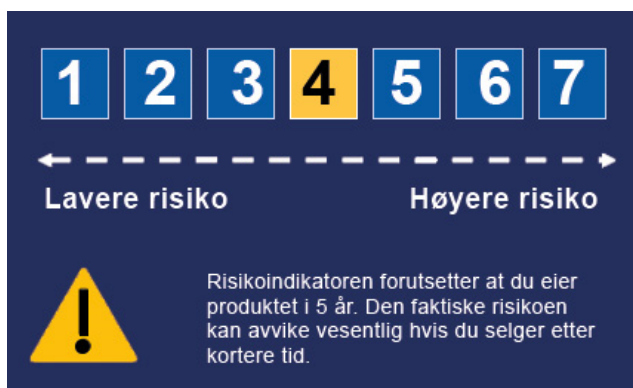 1 2 3 4 5 6 7
Lavere risiko Høyere risiko
Risikoindikatoren forutsetter at du eier
produktet i 5 år. Den faktiske risikoen
kan avvike vesentlig hvis du selger etter
kortere tid.